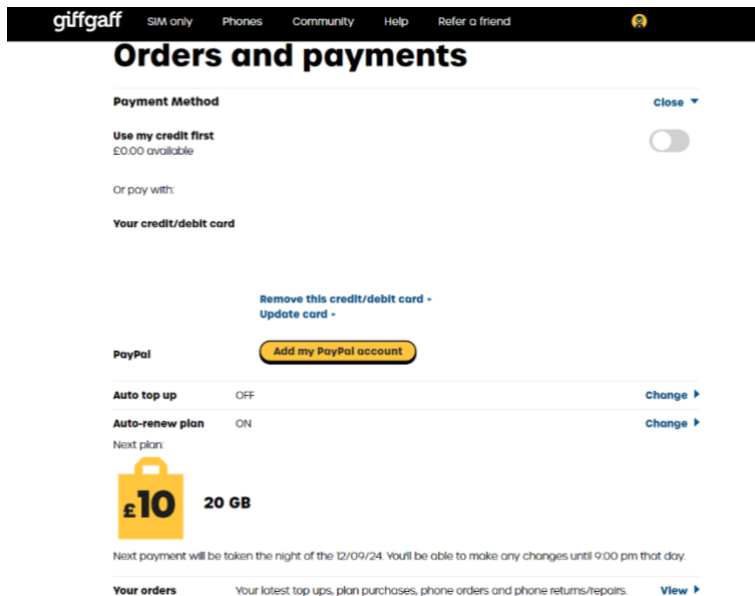 giffgaff SIM only Phones Community Help Refer a friend
Orders and payments
Payment Method Close
Use my credit first
£0.00 available
Or pay with:
Your credit/debit card
Remove this credit/debit card
Update card
PayPal Add my PayPal account
Auto top up OFF Change
Auto-renew plan ON Change
Next plan:
£10 20 GB
Next payment will be taken the night of the 12/09/24. You'll be able to make any changes until 9:00 pm that day.
Your orders Your latest top ups, plan purchases, phone orders and phone returns/repairs. View